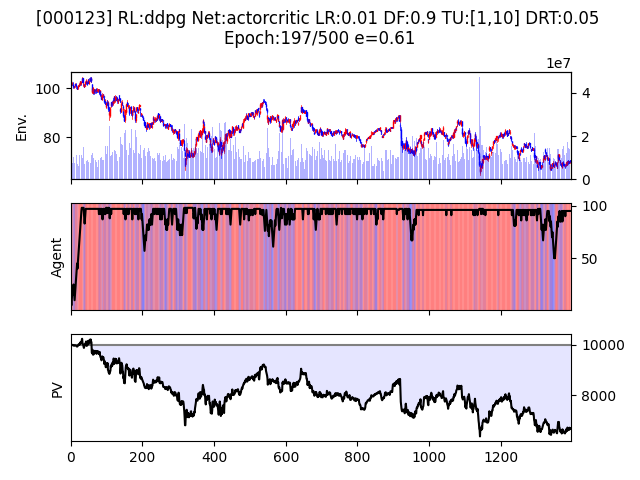 [000123] RL:ddpg Net:actorcritic LR:0.01 DF:0.9 TU:[1,10] DRT:0.05
Epoch:197/500 e=0.61
1e7
Env.
100
80
4
2
0
Agent
100
50
PV
10000
8000
0 200 400 600 800 1000 1200